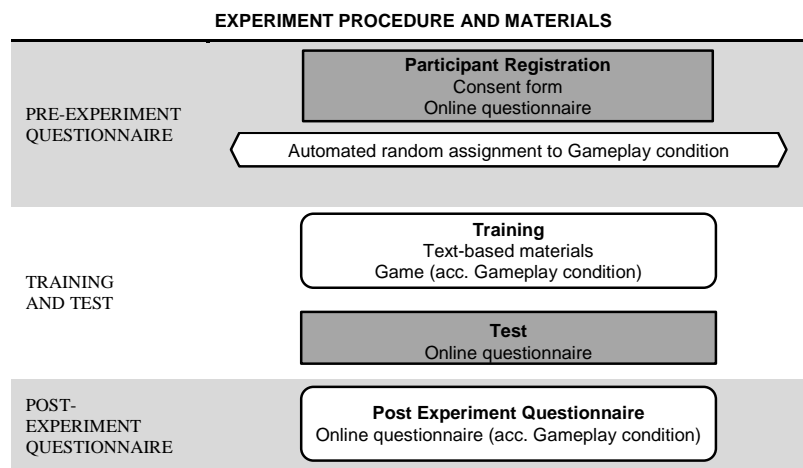 EXPERIMENT PROCEDURE AND MATERIALS
PRE-EXPERIMENT
QUESTIONNAIRE
Participant Registration
Consent form
Online questionnaire
Automated random assignment to Gameplay condition
TRAINING
AND TEST
Training
Text-based materials
Game (acc. Gameplay condition)
Test
Online questionnaire
POST-
EXPERIMENT
QUESTIONNAIRE
Post Experiment Questionnaire
Online questionnaire (acc. Gameplay condition)